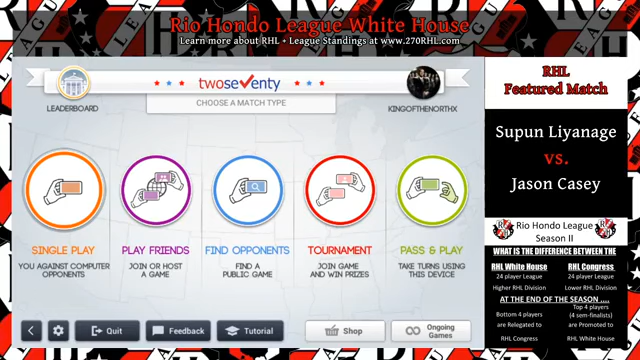 Rio Hondo League White House
Learn more about RHL + League Standings at www.270RHL.com
twoseventy
LEADERBOARD
CHOOSE A MATCH TYPE
KINGOFTHENORTHX
SINGLE PLAY
YOU AGAINST COMPUTER
OPPONENTS
PLAY FRIENDS
JOIN OR HOST
A GAME
FIND OPPONENTS
FIND A
PUBLIC GAME
TOURNAMENT
JOIN GAME
AND WIN PRIZES
PASS & PLAY
TAKE TURNS USING
THIS DEVICE
Quit
Feedback
Tutorial
Shop
Ongoing
Games
RHL
Featured Match
Supun Liyanage
vs.
Jason Casey
Rio Hondo League
Season II
WHAT IS THE DIFFERENCE BETWEEN THE
RHL White House
24 player League
Higher RHL Division
RHL Congress
24 player League
Lower RHL Division
AT THE END OF THE SEASON ....
Bottom 4 players
are Relegated to
RHL Congress
Top 4 players
(4 semi-finalists)
are Promoted to
RHL White House